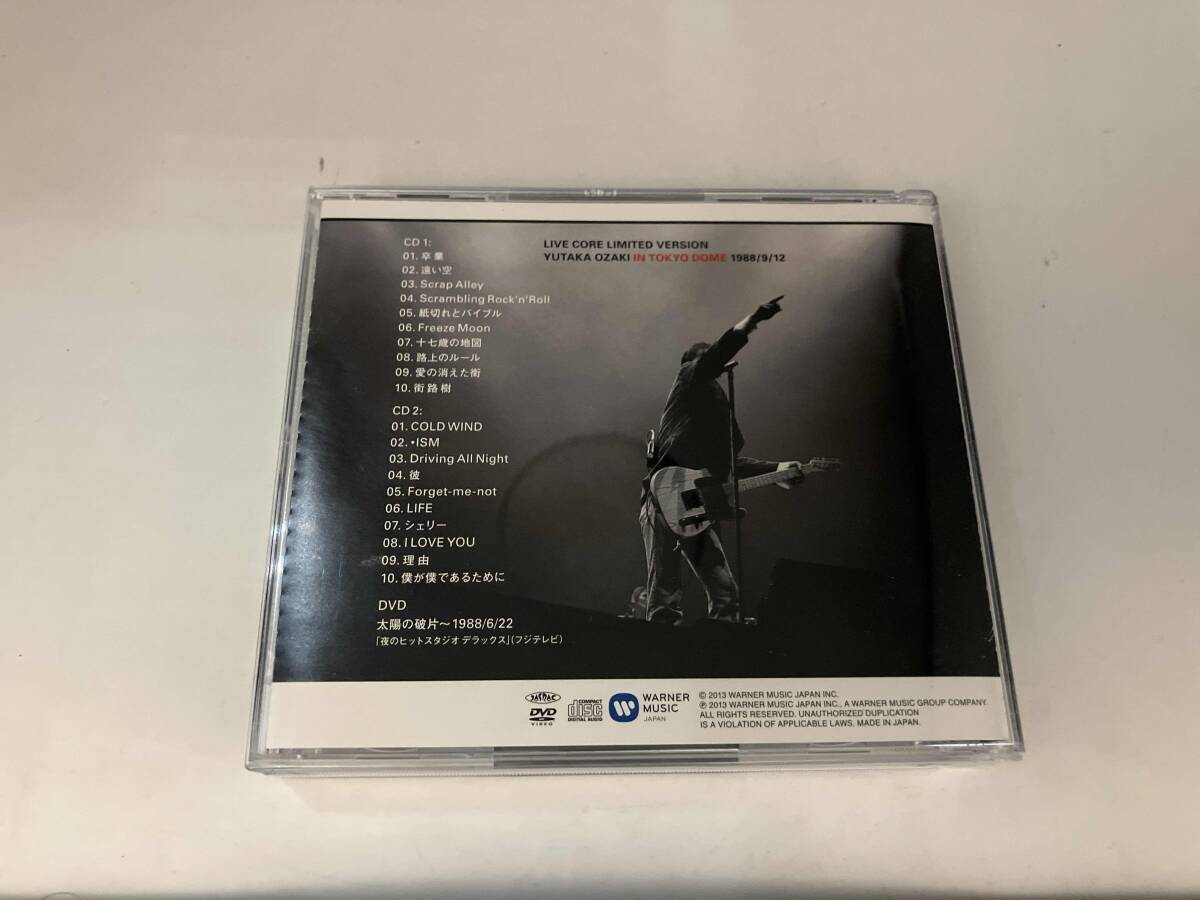 LIVE CORE LIMITED VERSION
YUTAKA OZAKI IN TOKYO DOME 1988/9/12
CD 1:
01. 卒業
02. 遠い空
03. Scrap Alley
04. Scrambling Rock'n'Roll
05. 紙切れとバイブル
06. Freeze Moon
07. 十七歳の地図
08. 路上のルール
09. 愛の消えた街
10. 街路樹
CD 2:
01. COLD WIND
02. •ISM
03. Driving All Night
04. 彼
05. Forget-me-not
06. LIFE
07. シェリー
08. I LOVE YOU
09. 理由
10. 僕が僕であるために
DVD
太陽の破片～1988/6/22
「夜のヒットスタジオ デラックス」(フジテレビ)
JASRAC
DVD
VIDEO
COMPACT
disc
DIGITAL AUDIO
WARNER
MUSIC
JAPAN
© 2013 WARNER MUSIC JAPAN INC.
℗ 2013 WARNER MUSIC JAPAN INC., A WARNER MUSIC GROUP COMPANY.
ALL RIGHTS RESERVED. UNAUTHORIZED DUPLICATION
IS A VIOLATION OF APPLICABLE LAWS. MADE IN JAPAN.